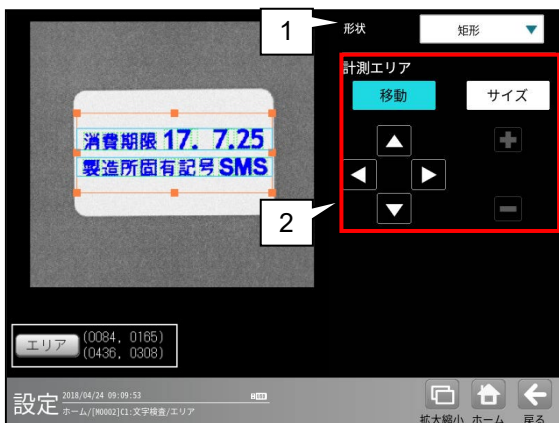 1
形状
矩形
計測エリア
移動
サイズ
消費期限 17. 7.25
製造所固有記号 SMS
2
エリア
(0084, 0165)
(0436, 0308)
設定
2018/04/24 09:09:53
ホーム/[M0002]C1:文字検査/エリア
拡大縮小
ホーム
戻る